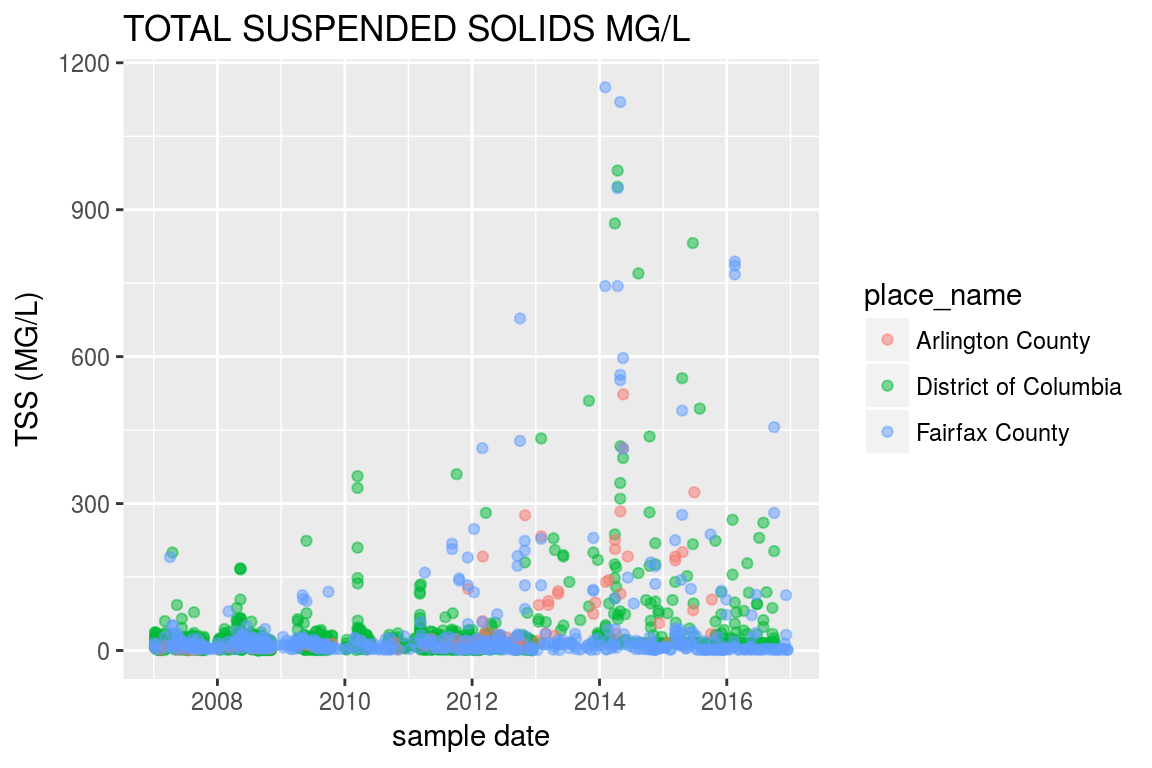 TOTAL SUSPENDED SOLIDS MG/L
1200
900
600
300
0
TSS (MG/L)
2008 2010 2012 2014 2016
sample date
place_name
Arlington County
District of Columbia
Fairfax County